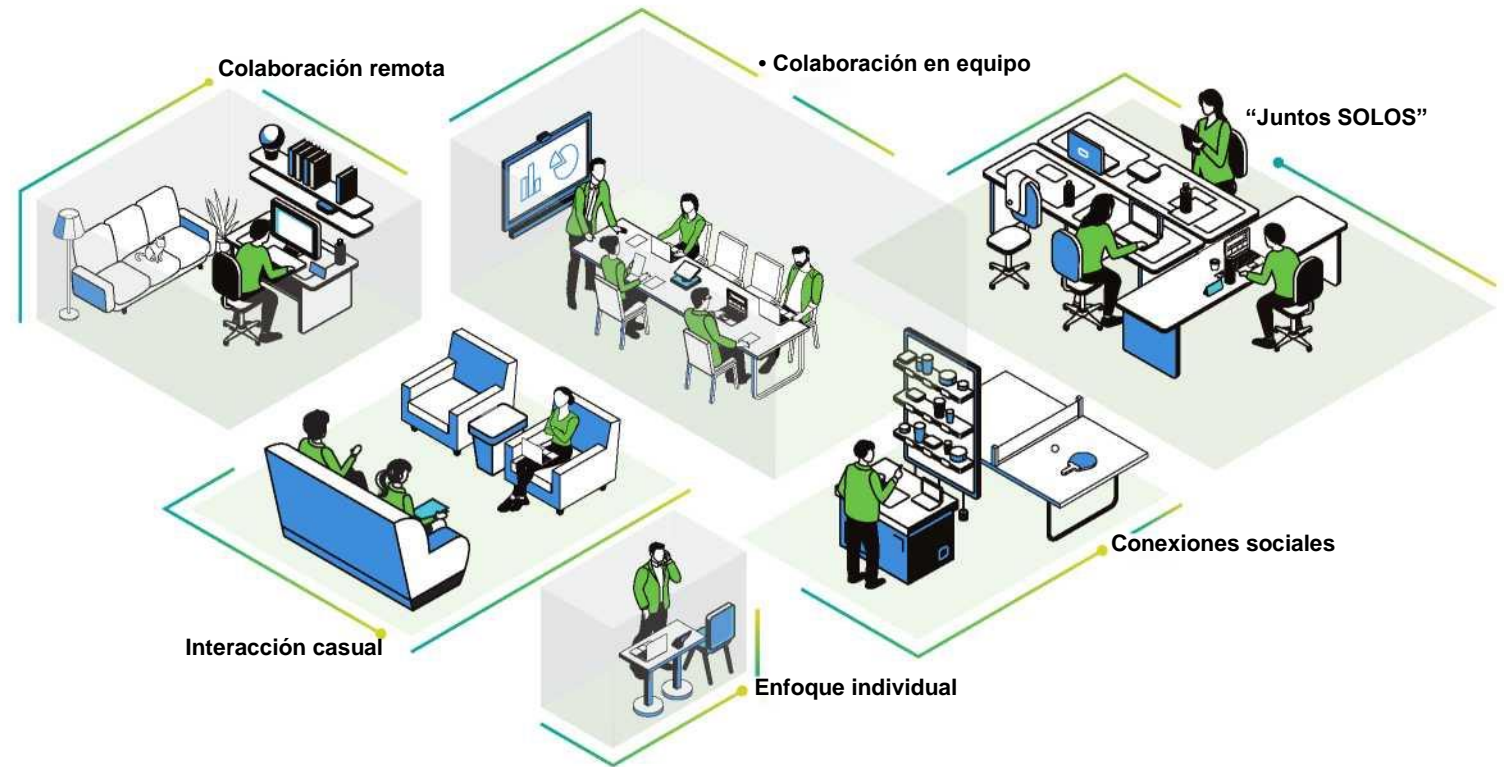 Colaboración remota
• Colaboración en equipo
“Juntos SOLOS”
Conexiones sociales
Interacción casual
Enfoque individual